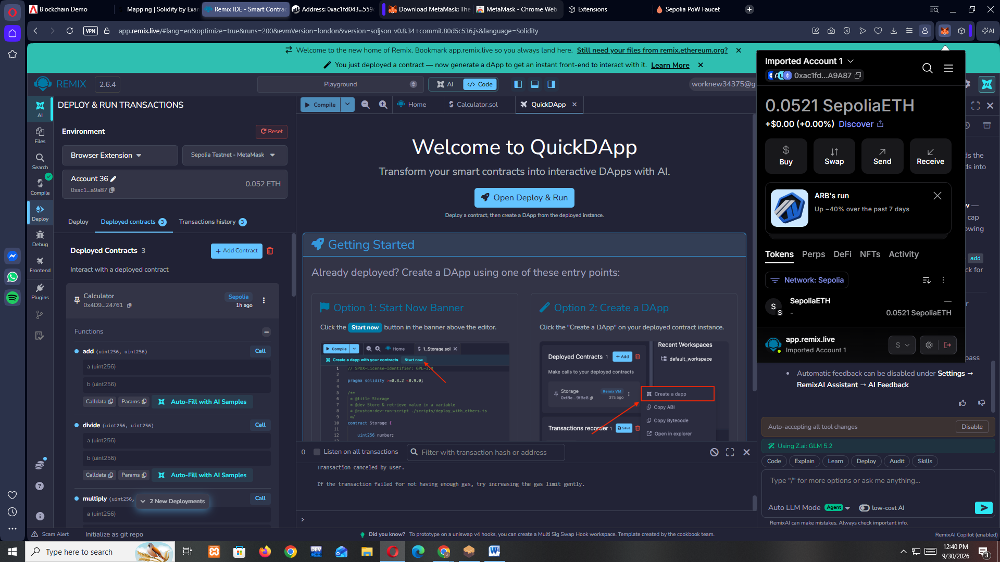 Blockchain Demo
Mapping | Solidity by Exam
Remix IDE - Smart Contrac
Address: 0xac1fd043...559
Download MetaMask: The
MetaMask - Chrome Web
Extensions
Sepolia PoW Faucet
VPN
app.remix.live/#lang=en&optimize=true&runs=200&evmVersion=london&version=soljson-v0.8.34+commit.80d5c536.js&language=Solidity
AI
Welcome to the new home of Remix. Bookmark app.remix.live so you always land here. Still need your files from remix.ethereum.org?
You just deployed a contract — now generate a dApp to get an instant front-end to interact with it. Learn More
REMIX
2.6.4
Playground
AI
Code
worknew34375@g
AI
AI
Files
Search
Compile
Deploy
Debug
Frontend
Plugins
DEPLOY & RUN TRANSACTIONS
Environment
Reset
Browser Extension
Sepolia Testnet - MetaMask
Account 36
0xac1...a9a87
0.052 ETH
Deploy
Deployed contracts 3
Transactions history 3
Deployed Contracts 3
Add Contract
Interact with a deployed contract
Calculator
0x4D9...24761
Sepolia
1h ago
Functions
add (uint256, uint256)
Call
a (uint256)
b (uint256)
Calldata
Params
Auto-Fill with AI Samples
divide (uint256, uint256)
Call
a (uint256)
b (uint256)
Calldata
Params
Auto-Fill with AI Samples
multiply (uint256,
2 New Deployments
Call
a (uint256)
Compile
Home
Calculator.sol
QuickDApp
Welcome to QuickDApp
Transform your smart contracts into interactive DApps with AI.
Open Deploy & Run
Deploy a contract, then create a DApp from the deployed instance.
Getting Started
Already deployed? Create a DApp using one of these entry points:
Option 1: Start Now Banner
Click the Start now button in the banner above the editor.
Compile
Home
1_Storage.sol
Create a dapp with your contracts Start now
1 // SPDX-License-Identifier: GPL-3.0
2
3 pragma solidity >=0.8.2 <0.9.0;
4
5 /**
6 * @title Storage
7 * @dev Store & retrieve value in a variable
8 * @custom:dev-run-script ./scripts/deploy_with_ethers.ts
9 */
10 contract Storage {
11
12 uint256 number;
Option 2: Create a DApp
Click the "Create a DApp" on your deployed contract instance.
Deployed Contracts 1
+ Add
Make calls to your deployed contracts
Storage
0xf8e...9f8e8
Remix VM
37s ago
Transactions recorder 1
Save
Recent Workspaces
default_workspace
Create a dapp
Copy ABI
Copy Bytecode
Open in explorer
0
Listen on all transactions
Filter with transaction hash or address
Transaction canceled by user.
If the transaction failed for not having enough gas, try increasing the gas limit gently.
>
Imported Account 1
0xac1fd...A9A87
0.0521 SepoliaETH
+$0.00 (+0.00%) Discover
Buy
Swap
Send
Receive
ARB's run
Up ~40% over the past 7 days
Tokens
Perps
DeFi
NFTs
Activity
Network: Sepolia
S
S
SepoliaETH
-
—
0.0521 SepoliaETH
app.remix.live
Imported Account 1
S
ds the
ds into
w —
cap
owing
add
ck for
r
pass
Automatic feedback can be disabled under Settings →
RemixAI Assistant → AI Feedback
Auto-accepting all tool changes
Disable
Using Z.ai: GLM 5.2
Code
Explain
Learn
Deploy
Audit
Skills
Type "/" for more options or ask me anything...
Auto LLM Mode
Agent
low-cost AI
RemixAI can make mistakes. Always check important info.
Scam Alert
Initialize as git repo
Did you know? To prototype on a uniswap v4 hooks, you can create a Multi Sig Swap Hook workspace. Template created by the cookbook team.
RemixAI Copilot (enabled)
Type here to search
DEV
12:40 PM
9/30/2026
3